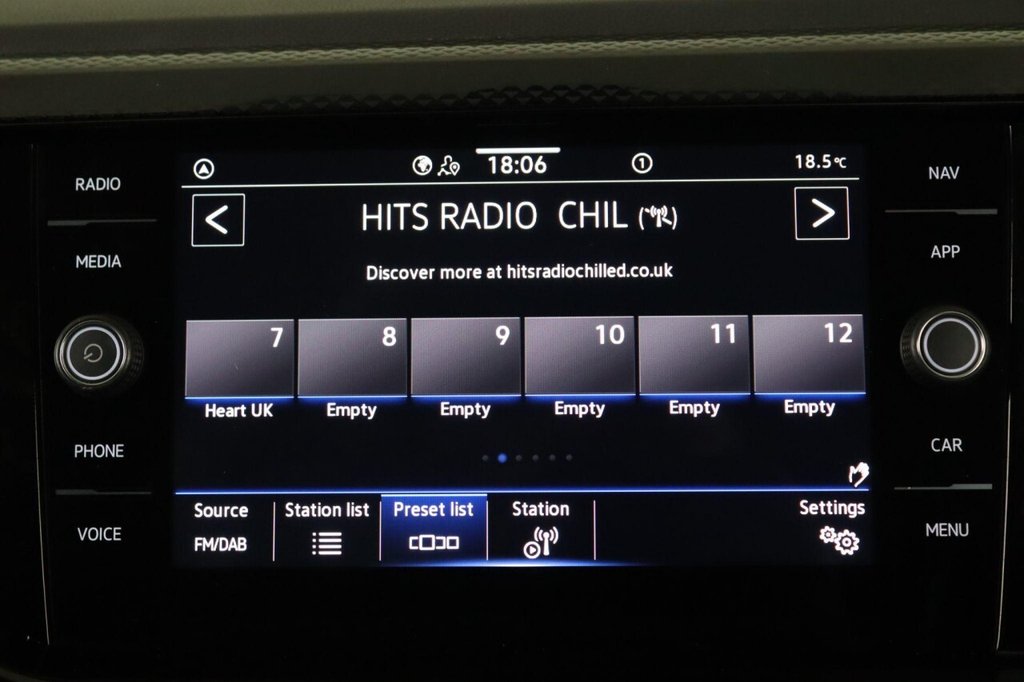 RADIO
MEDIA
PHONE
VOICE
18:06
1
18.5°C
< HITS RADIO CHIL >
Discover more at hitsradiochilled.co.uk
7 8 9 10 11 12
Heart UK Empty Empty Empty Empty Empty
Source Station list Preset list Station Settings
FM/DAB
NAV
APP
CAR
MENU